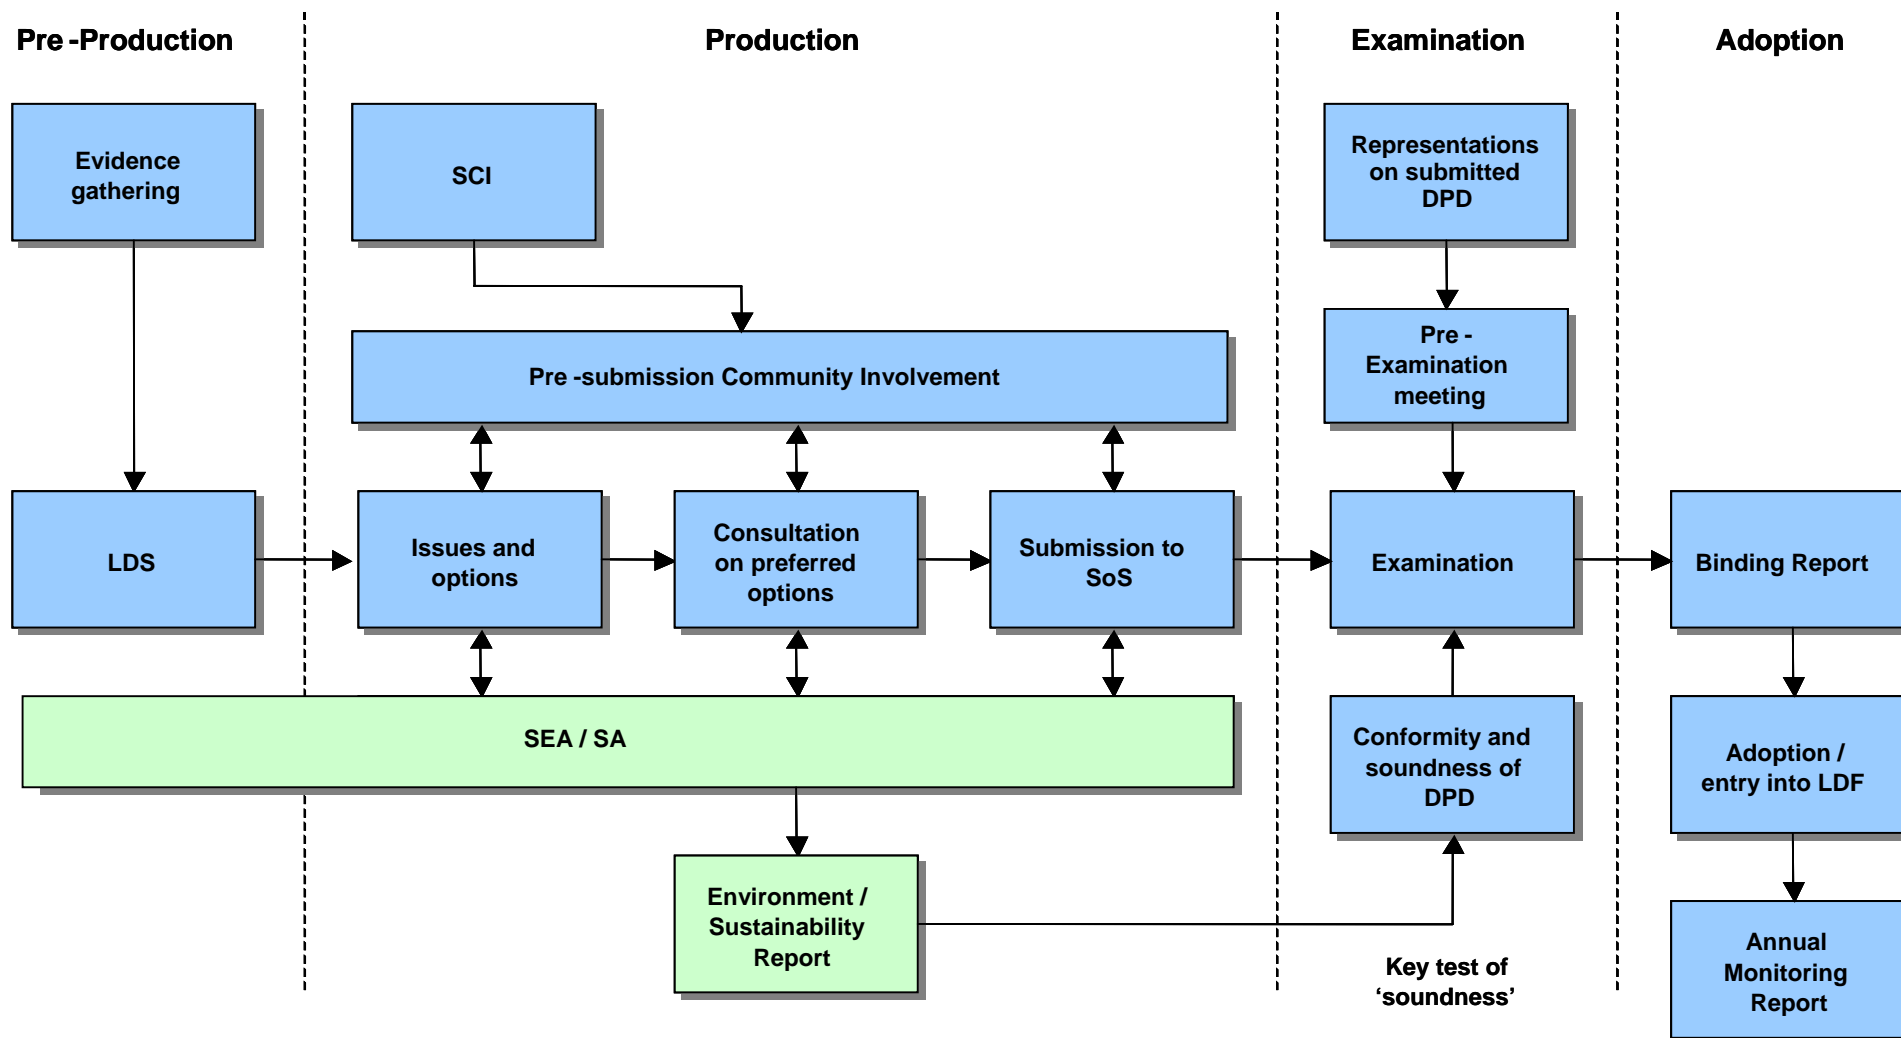 Pre -Production
Production
Examination
Adoption
Evidence
gathering
SCI
Representations
on submitted
DPD
Pre -submission Community Involvement
Pre -
Examination
meeting
LDS
Issues and
options
Consultation
on preferred
options
Submission to
SoS
Examination
Binding Report
SEA / SA
Conformity and
soundness of
DPD
Adoption /
entry into LDF
Environment /
Sustainability
Report
Key test of
‘soundness’
Annual
Monitoring
Report